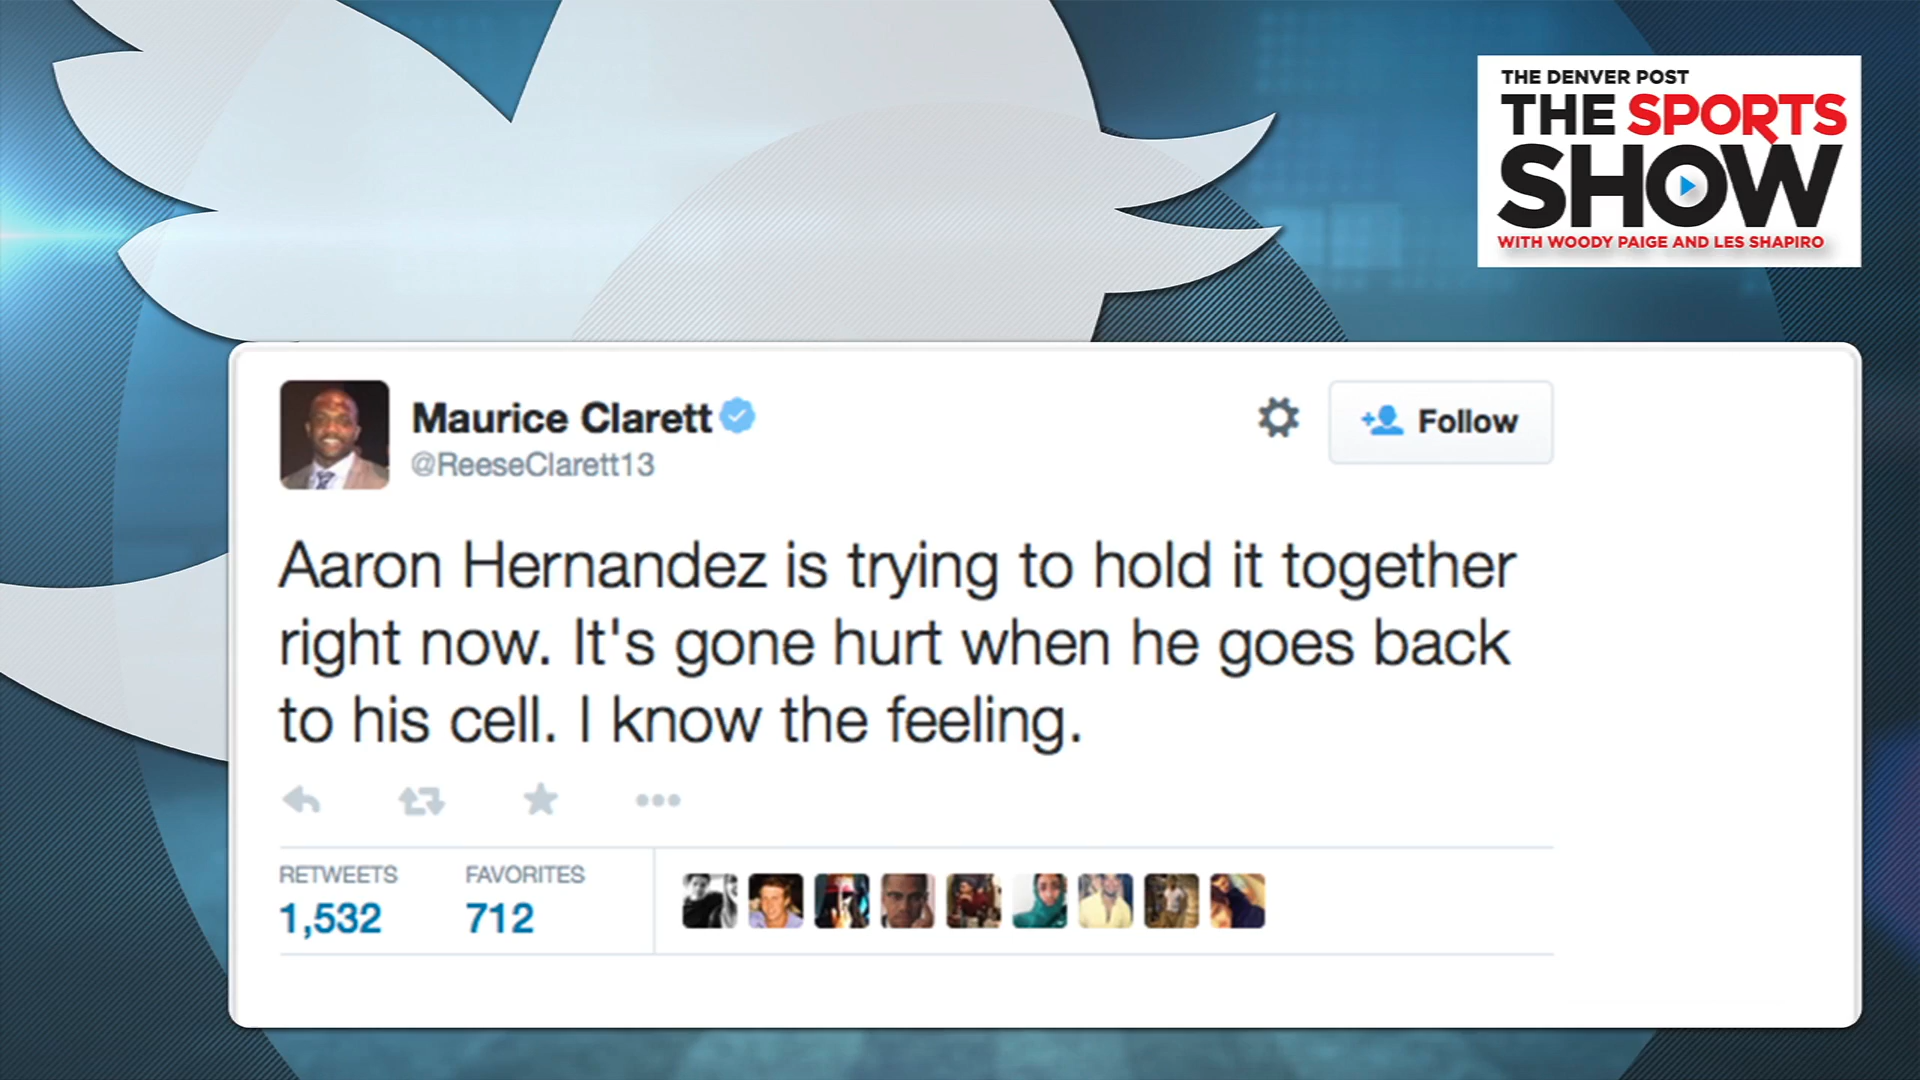 THE DENVER POST
THE SPORTS
SHOW
WITH WOODY PAIGE AND LES SHAPIRO
Maurice Clarett
@ReeseClarett13
Follow
Aaron Hernandez is trying to hold it together
right now. It's gone hurt when he goes back
to his cell. I know the feeling.
RETWEETS FAVORITES
1,532 712